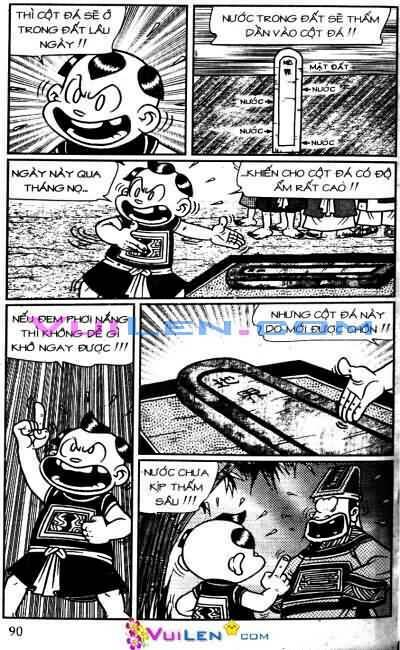 THÌ CỘT ĐÁ SẼ Ở
TRONG ĐẤT LÂU
NGÀY !!
NƯỚC TRONG ĐẤT SẼ THẤM
DẦN VÀO CỘT ĐÁ !!
MẶT ĐẤT
NƯỚC
NƯỚC
NƯỚC
NƯỚC
NGÀY NÀY QUA
THÁNG NỌ...
...KHIẾN CHO CỘT ĐÁ CÓ ĐỘ
ẨM RẤT CAO !!
NẾU ĐEM PHƠI NẮNG
THÌ KHÔNG DỄ GÌ
KHÔ NGAY ĐƯỢC !!!
NHƯNG CỘT ĐÁ NÀY
DO MỚI ĐƯỢC CHÔN !!
VUILEN.COM
NƯỚC CHƯA
KỊP THẤM
SÂU !!!
90
VUILEN COM